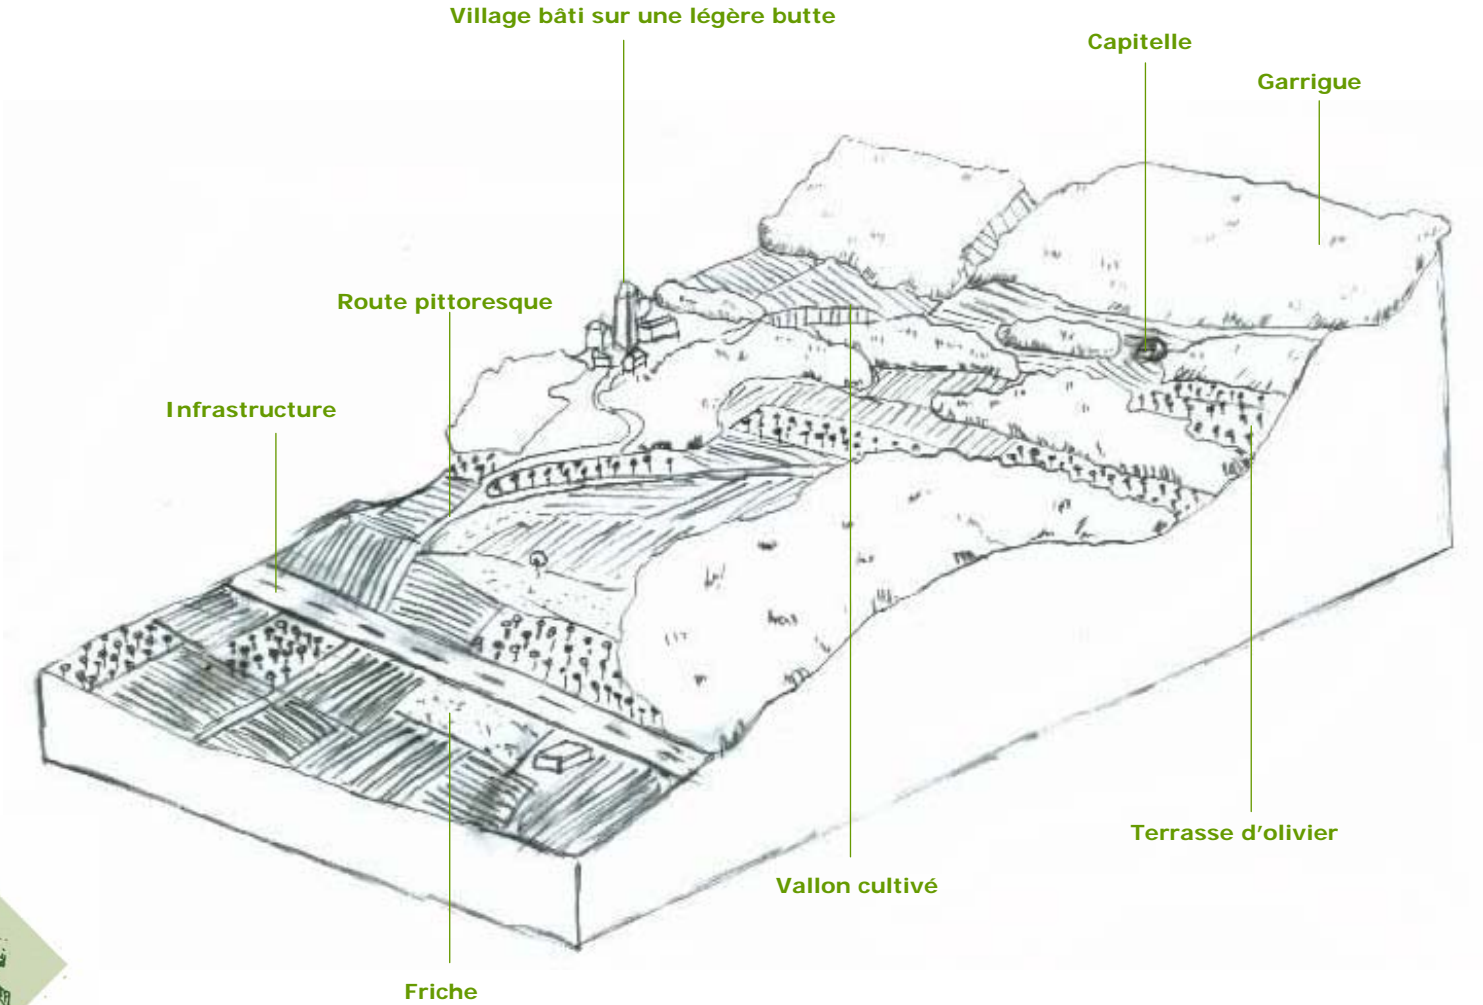 Village bâti sur une légère butte
Capitelle
Garrigue
Route pittoresque
Infrastructure
Terrasse d’olivier
Vallon cultivé
Friche